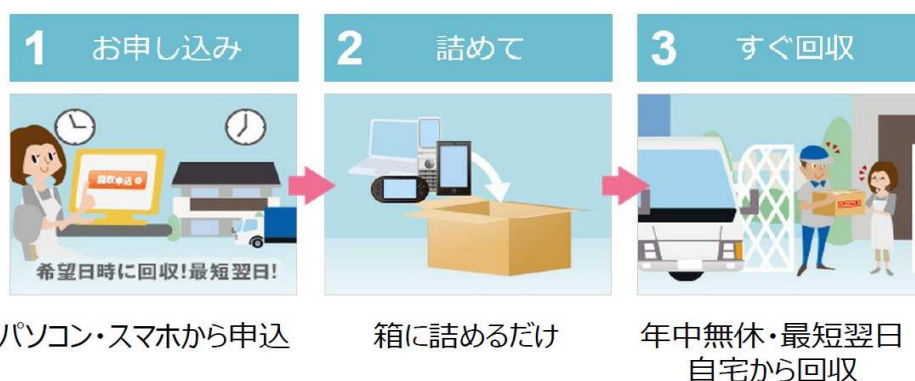 1 お申し込み
2 詰めて
3 すぐ回収
回収申込
希望日時に回収!最短翌日!
パソコン・スマホから申込
箱に詰めるだけ
年中無休・最短翌日
自宅から回収